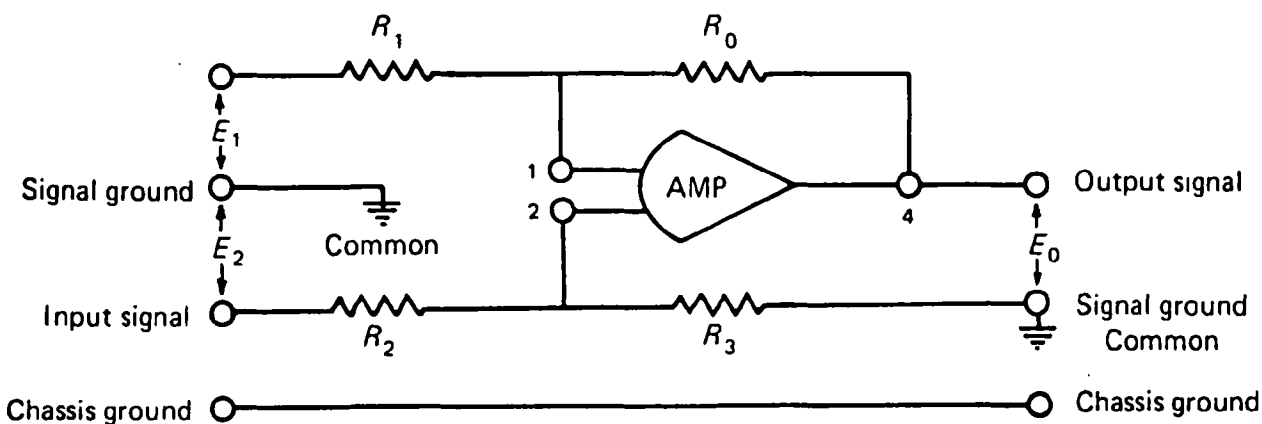 R1
R0
E1
1
AMP
Signal ground
2
4
Output signal
Common
E2
E0
Input signal
R2
R3
Signal ground
Common
Chassis ground
Chassis ground